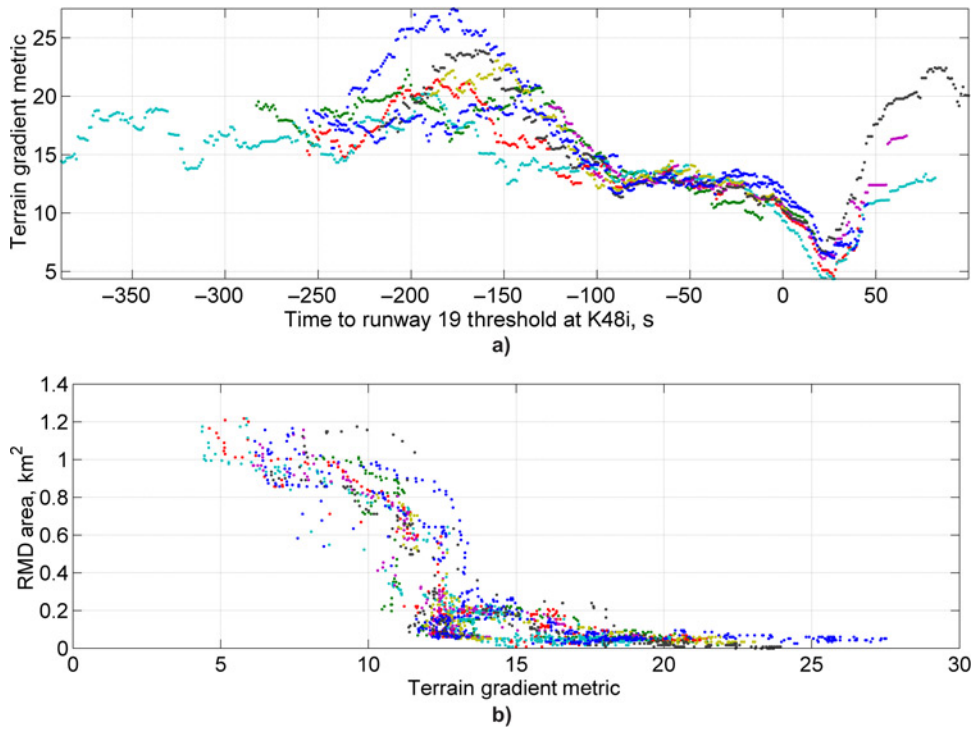 25
20
15
10
5
Terrain gradient metric
−350 −300 −250 −200 −150 −100 −50 0 50
Time to runway 19 threshold at K48i, s
a)
1.4
1.2
1
0.8
0.6
0.4
0.2
0
RMD area, km²
0 5 10 15 20 25 30
Terrain gradient metric
b)